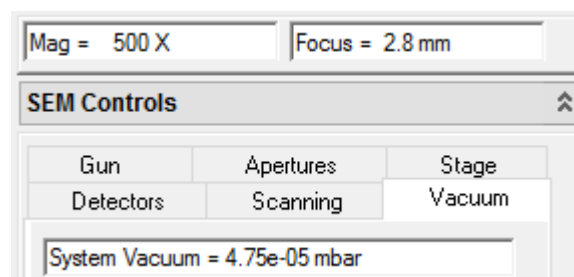 Mag = 500 X Focus = 2.8 mm
SEM Controls
Gun Apertures Stage
Detectors Scanning Vacuum
System Vacuum = 4.75e-05 mbar